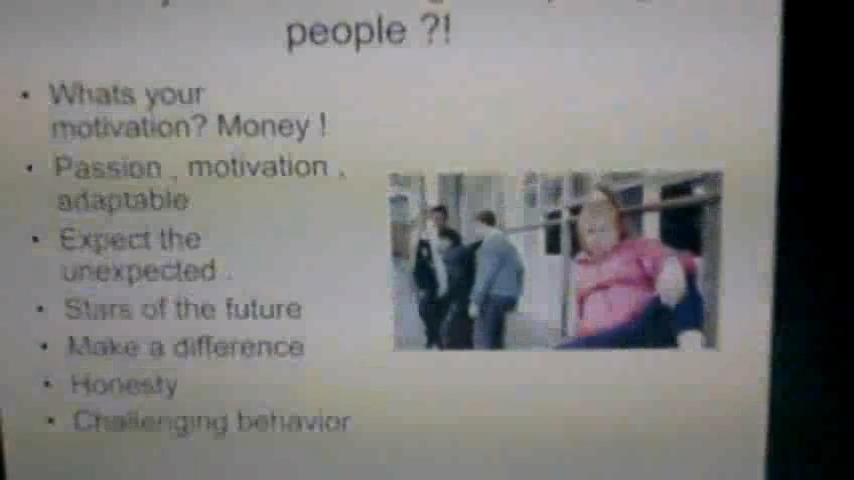 people ?!
• Whats your
motivation? Money !
• Passion , motivation ,
adaptable
• Expect the
unexpected .
• Stars of the future
• Make a difference
• Honesty
• Challenging behavior